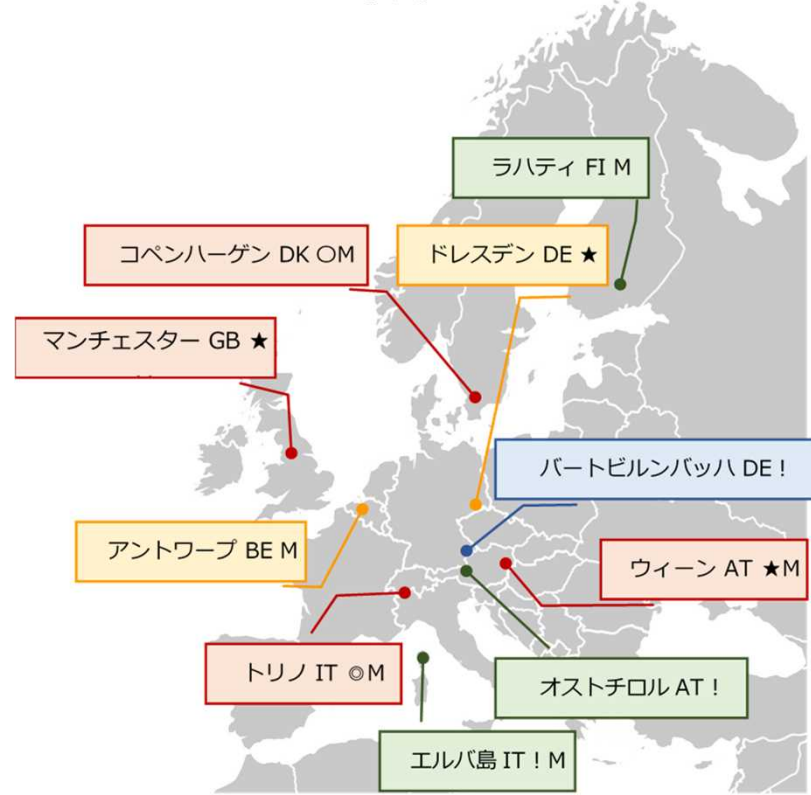 ラハティ FI M
コペンハーゲン DK ○M
ドレスデン DE ★
マンチェスター GB ★
バートビルンバッハ DE！
アントワープ BE M
ウィーン AT ★M
トリノ IT ◎M
オストチロル AT！
エルバ島 IT！M